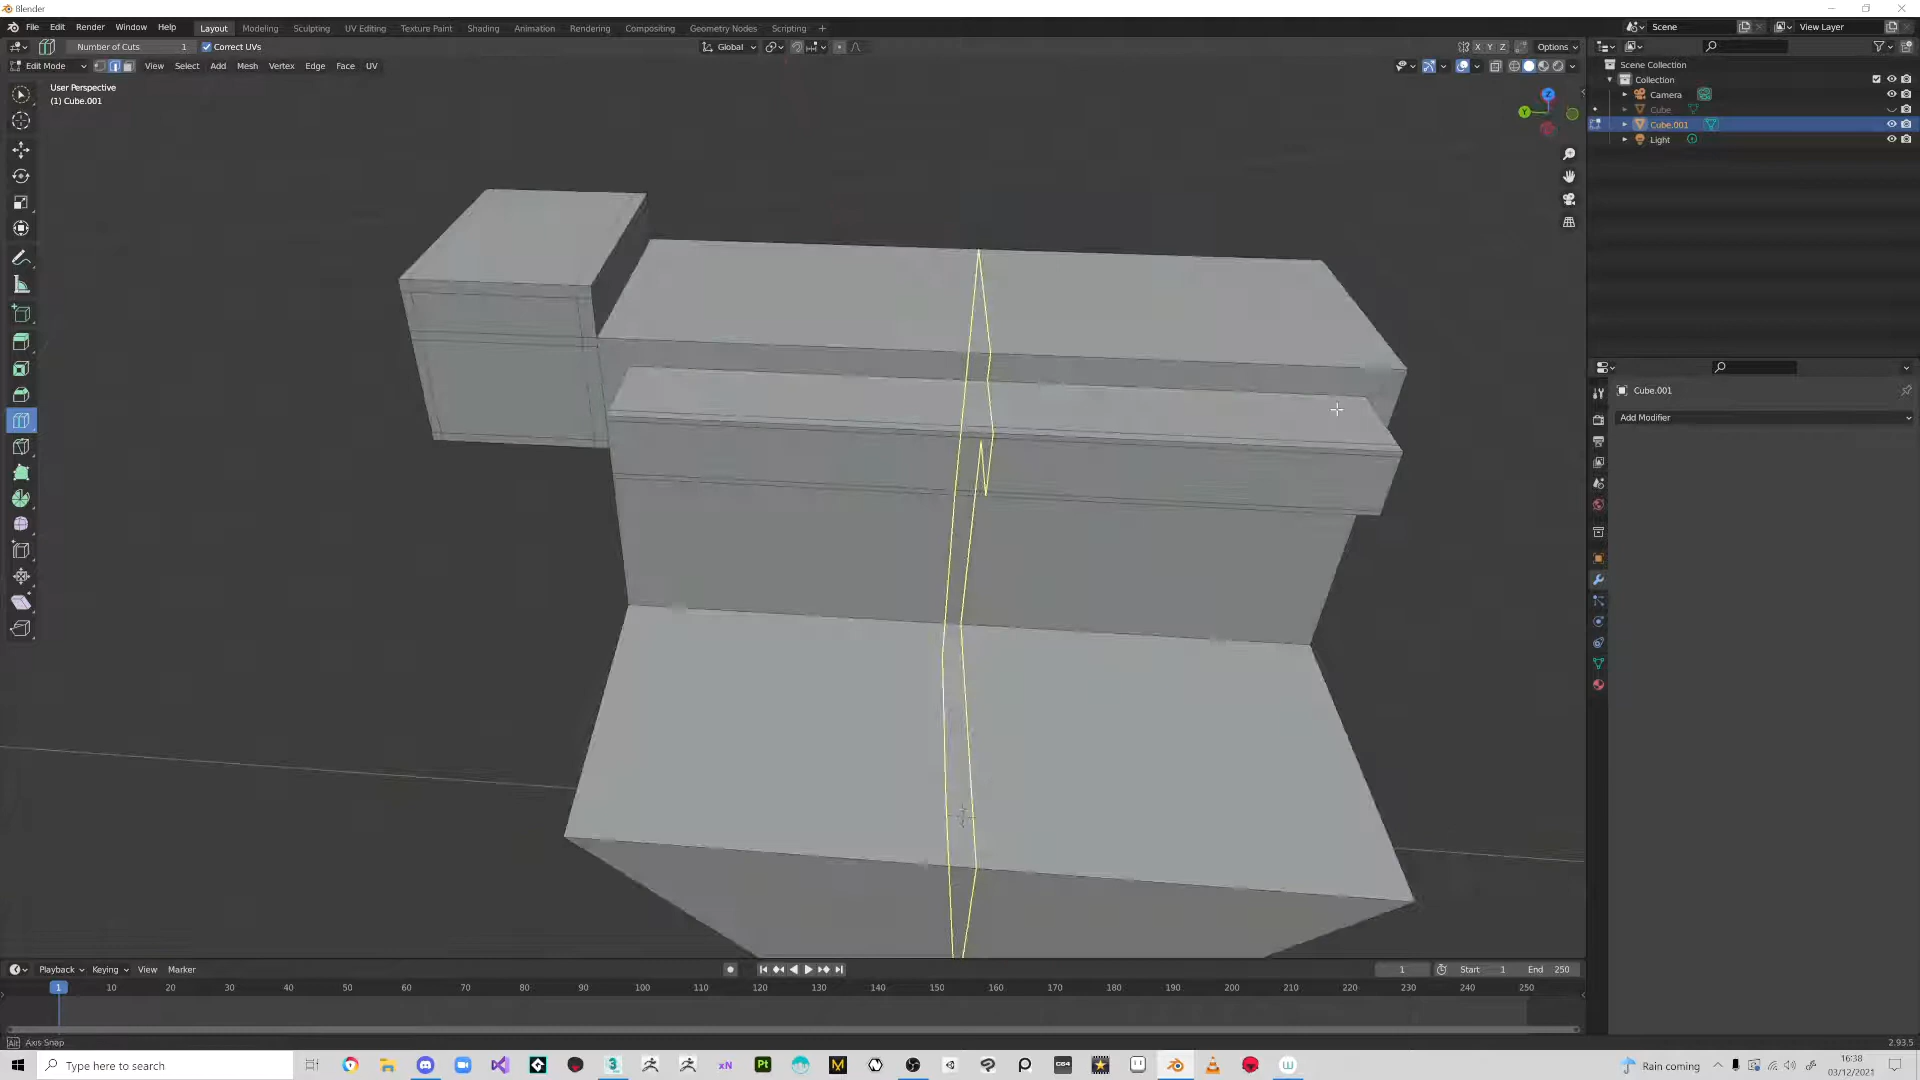 Blender
File Edit Render Window Help Layout Modeling Sculpting UV Editing Texture Paint Shading Animation Rendering Compositing Geometry Nodes Scripting + Scene View Layer
Number of Cuts 1 Correct UVs Global X Y Z Options
Edit Mode View Select Add Mesh Vertex Edge Face UV
User Perspective
(1) Cube.001
Z
Y
Scene Collection
Collection
Camera
Cube
Cube.001
Light
Cube.001
Add Modifier
Playback Keying View Marker 1 Start 1 End 250
1 10 20 30 40 50 60 70 80 90 100 110 120 130 140 150 160 170 180 190 200 210 220 230 240 250
Alt Axis Snap 2.93.5
Type here to search
xN
Pt
C64
Rain coming
16:38
03/12/2021